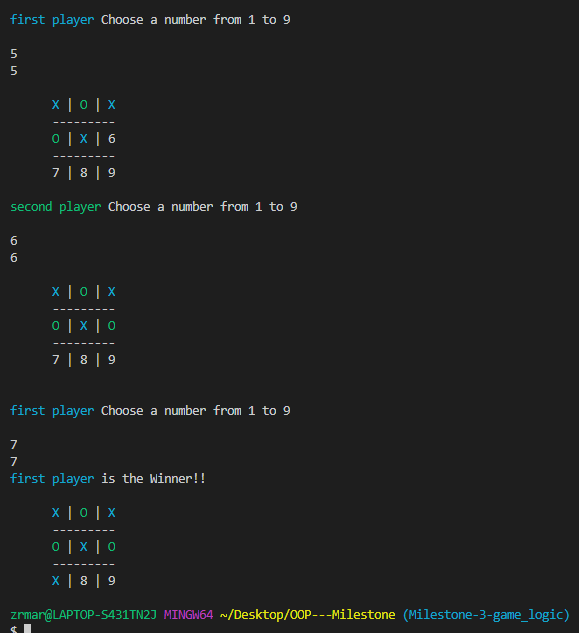 first player Choose a number from 1 to 9
5
5
X | O | X
---------
O | X | 6
---------
7 | 8 | 9
second player Choose a number from 1 to 9
6
6
X | O | X
---------
O | X | O
---------
7 | 8 | 9
first player Choose a number from 1 to 9
7
7
first player is the Winner!!
X | O | X
---------
O | X | O
---------
X | 8 | 9
zrmar@LAPTOP-S431TN2J MINGW64 ~/Desktop/OOP---Milestone (Milestone-3-game_logic)
$